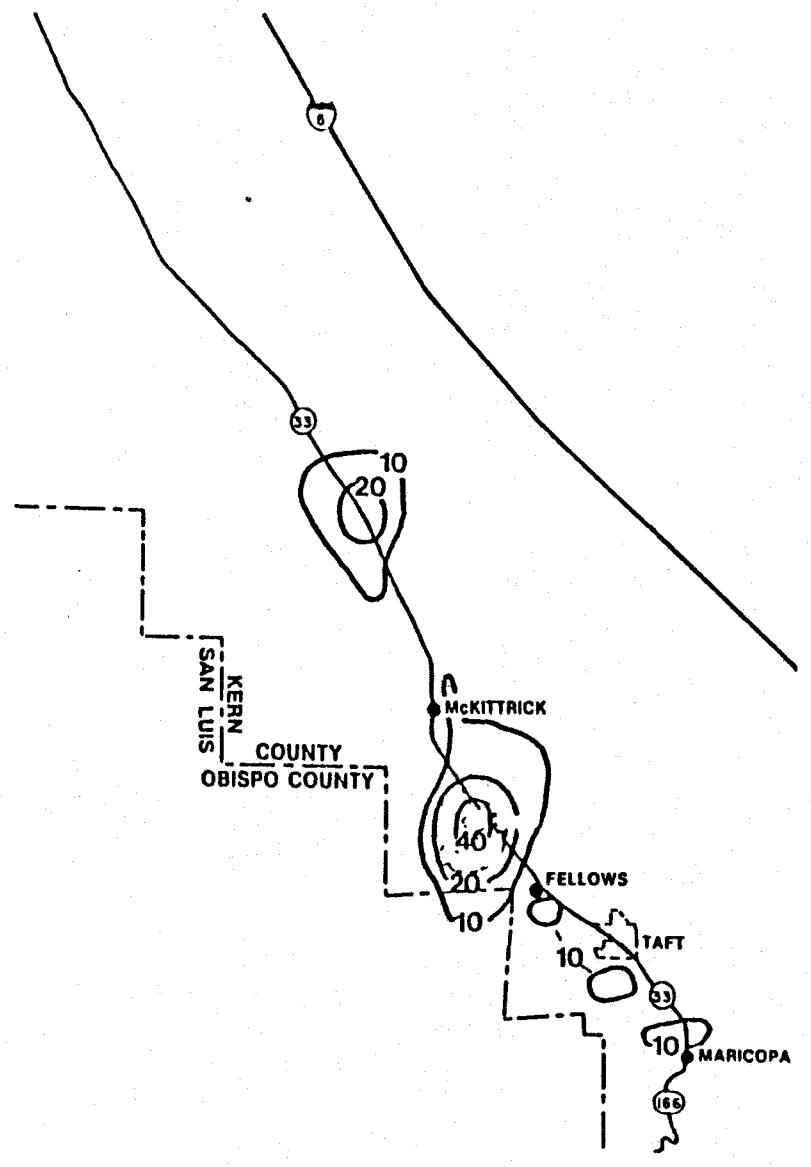 5
33
10
20
McKITTRICK
KERN
SAN LUIS
COUNTY
OBISPO COUNTY
40
20
10
FELLOWS
TAFT
10
33
10
MARICOPA
166